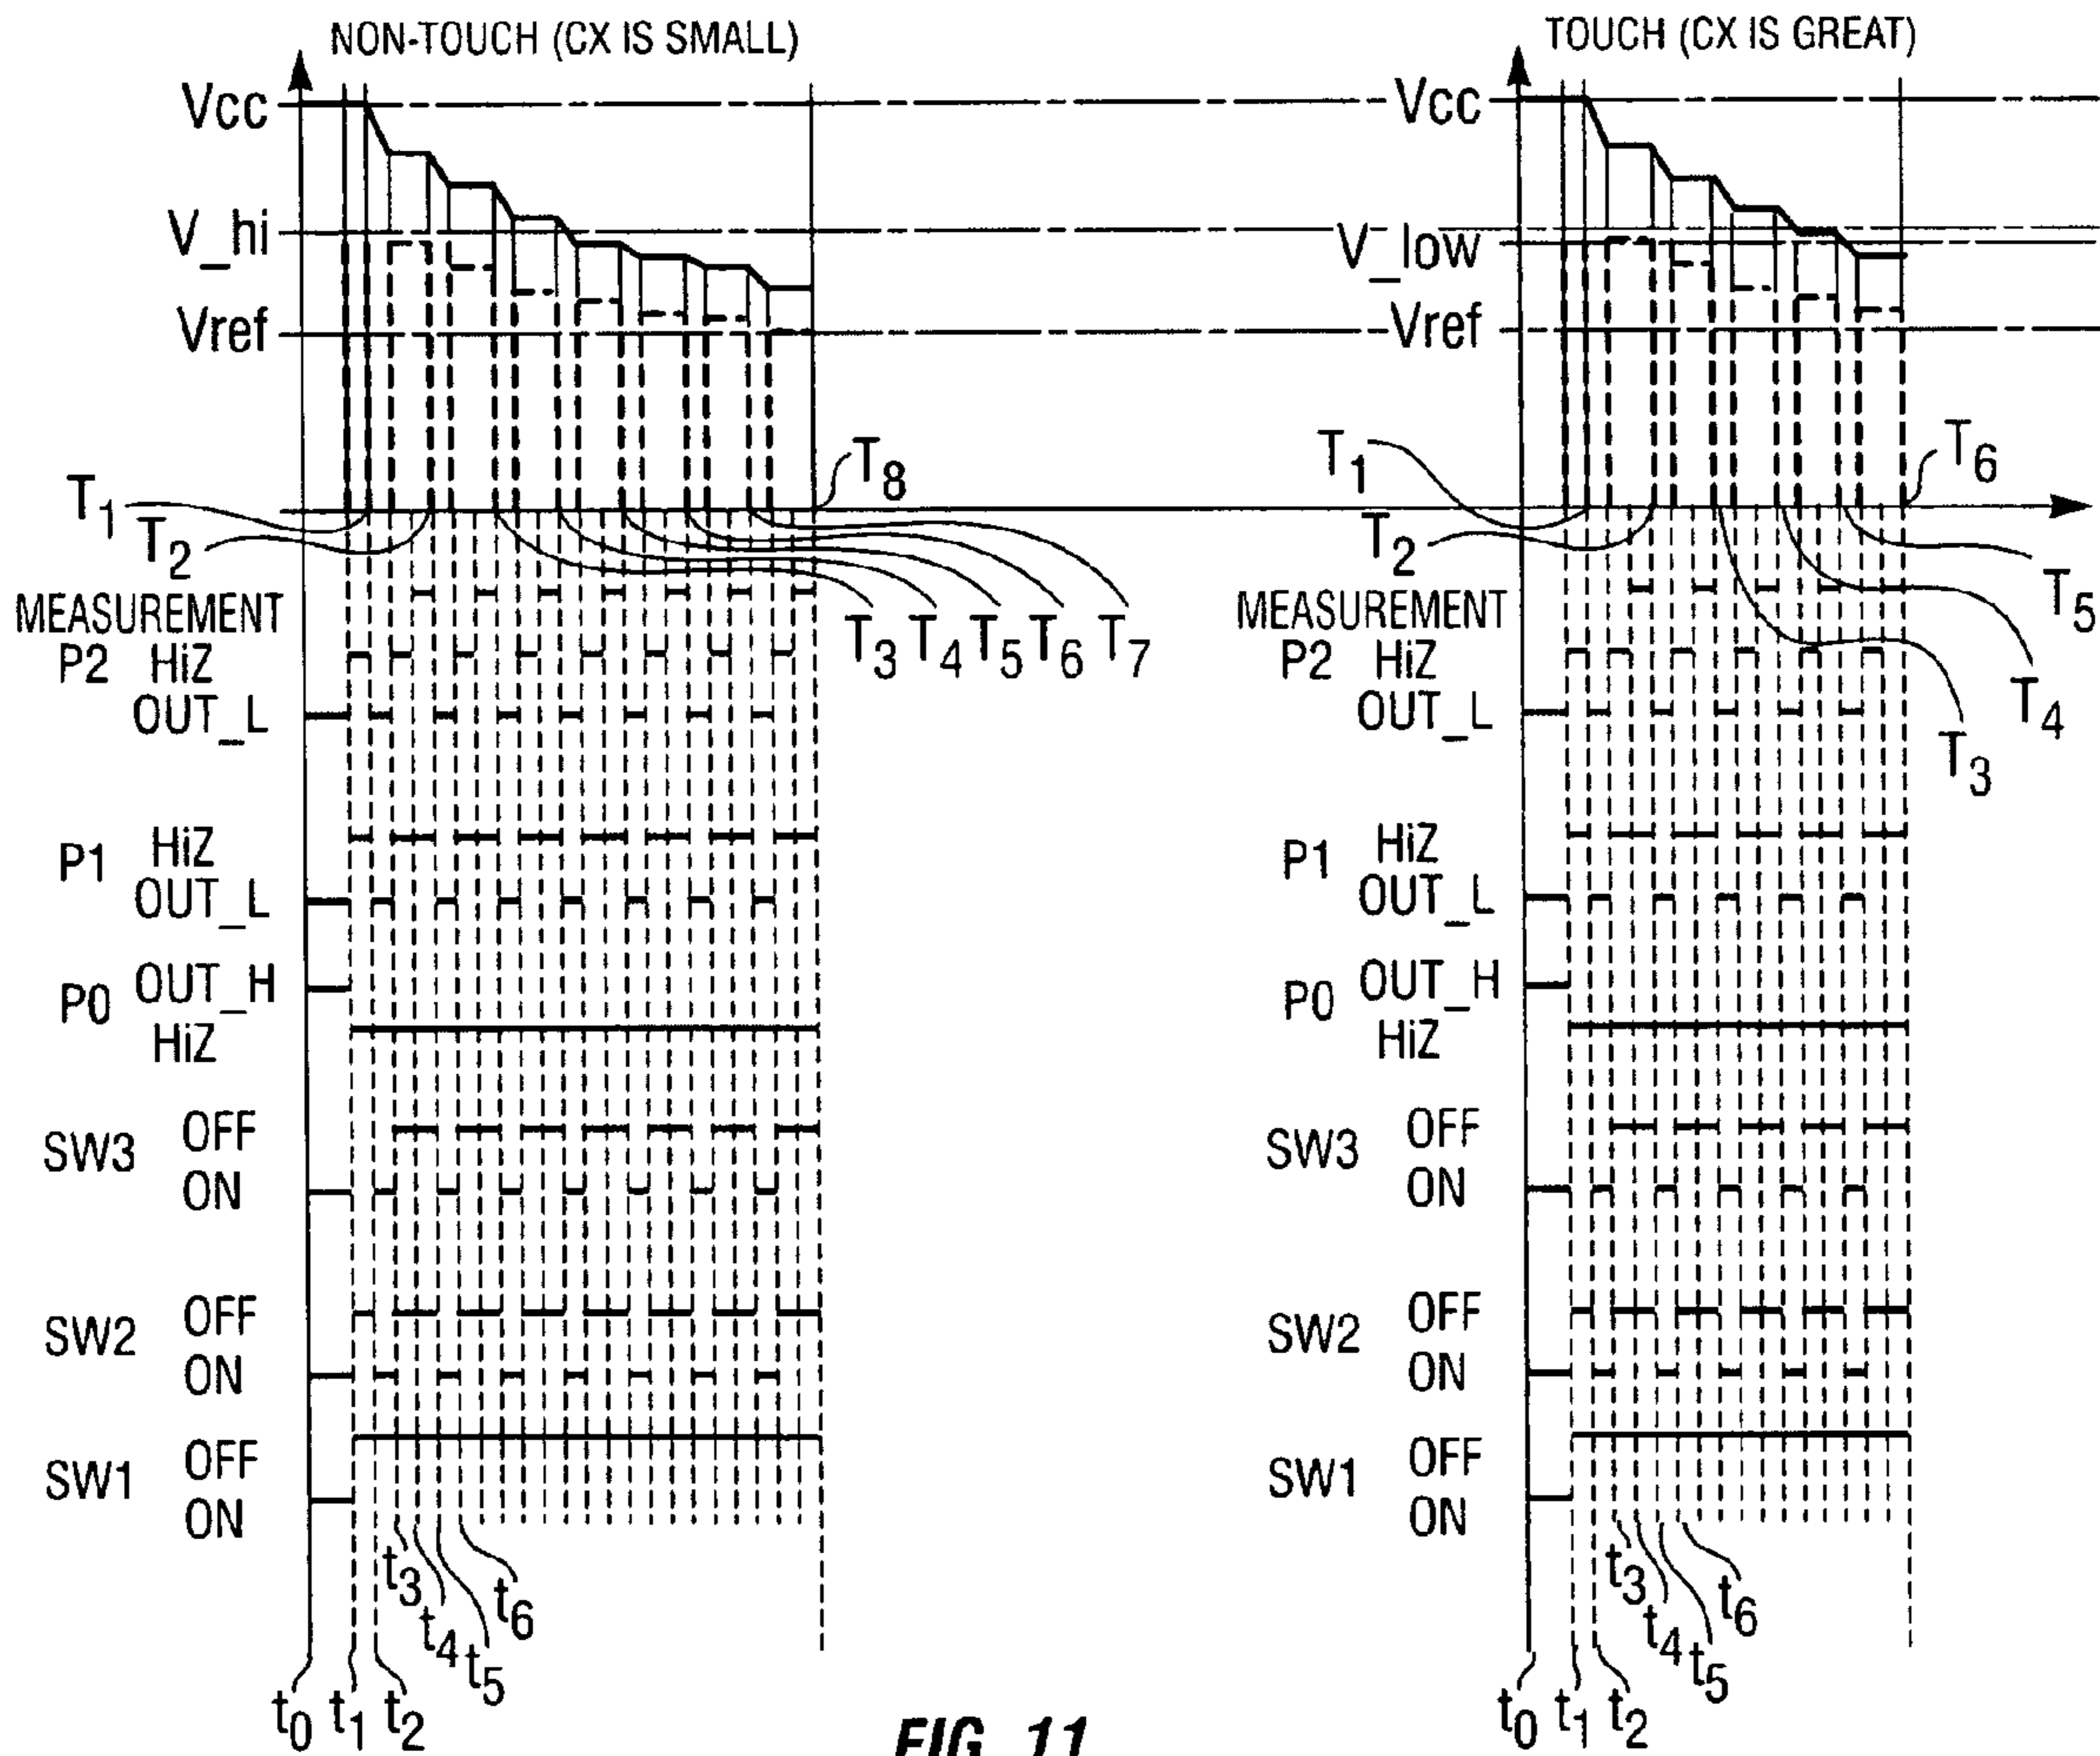 NON-TOUCH (CX IS SMALL)
Vcc
V_hi
Vref
T1
T2
T8
T3 T4 T5 T6 T7
MEASUREMENT
P2 HiZ
OUT_L
P1 HiZ
OUT_L
P0 OUT_H
HiZ
SW3 OFF
ON
SW2 OFF
ON
SW1 OFF
ON
t3
t4
t5
t6
t0 t1 t2
TOUCH (CX IS GREAT)
Vcc
V_low
Vref
T1
T2
T6
T5
T4
T3
MEASUREMENT
P2 HiZ
OUT_L
P1 HiZ
OUT_L
P0 OUT_H
HiZ
SW3 OFF
ON
SW2 OFF
ON
SW1 OFF
ON
t3
t4
t5
t6
t0 t1 t2
FIG. 11